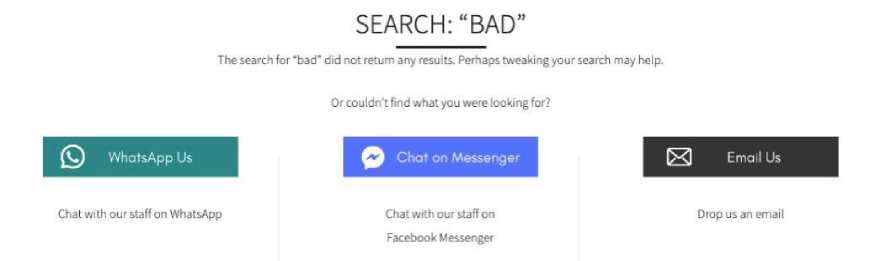 SEARCH: “BAD”
The search for “bad” did not return any results. Perhaps tweaking your search may help.
Or couldn't find what you were looking for?
WhatsApp Us
Chat on Messenger
Email Us
Chat with our staff on WhatsApp
Chat with our staff on
Facebook Messenger
Drop us an email